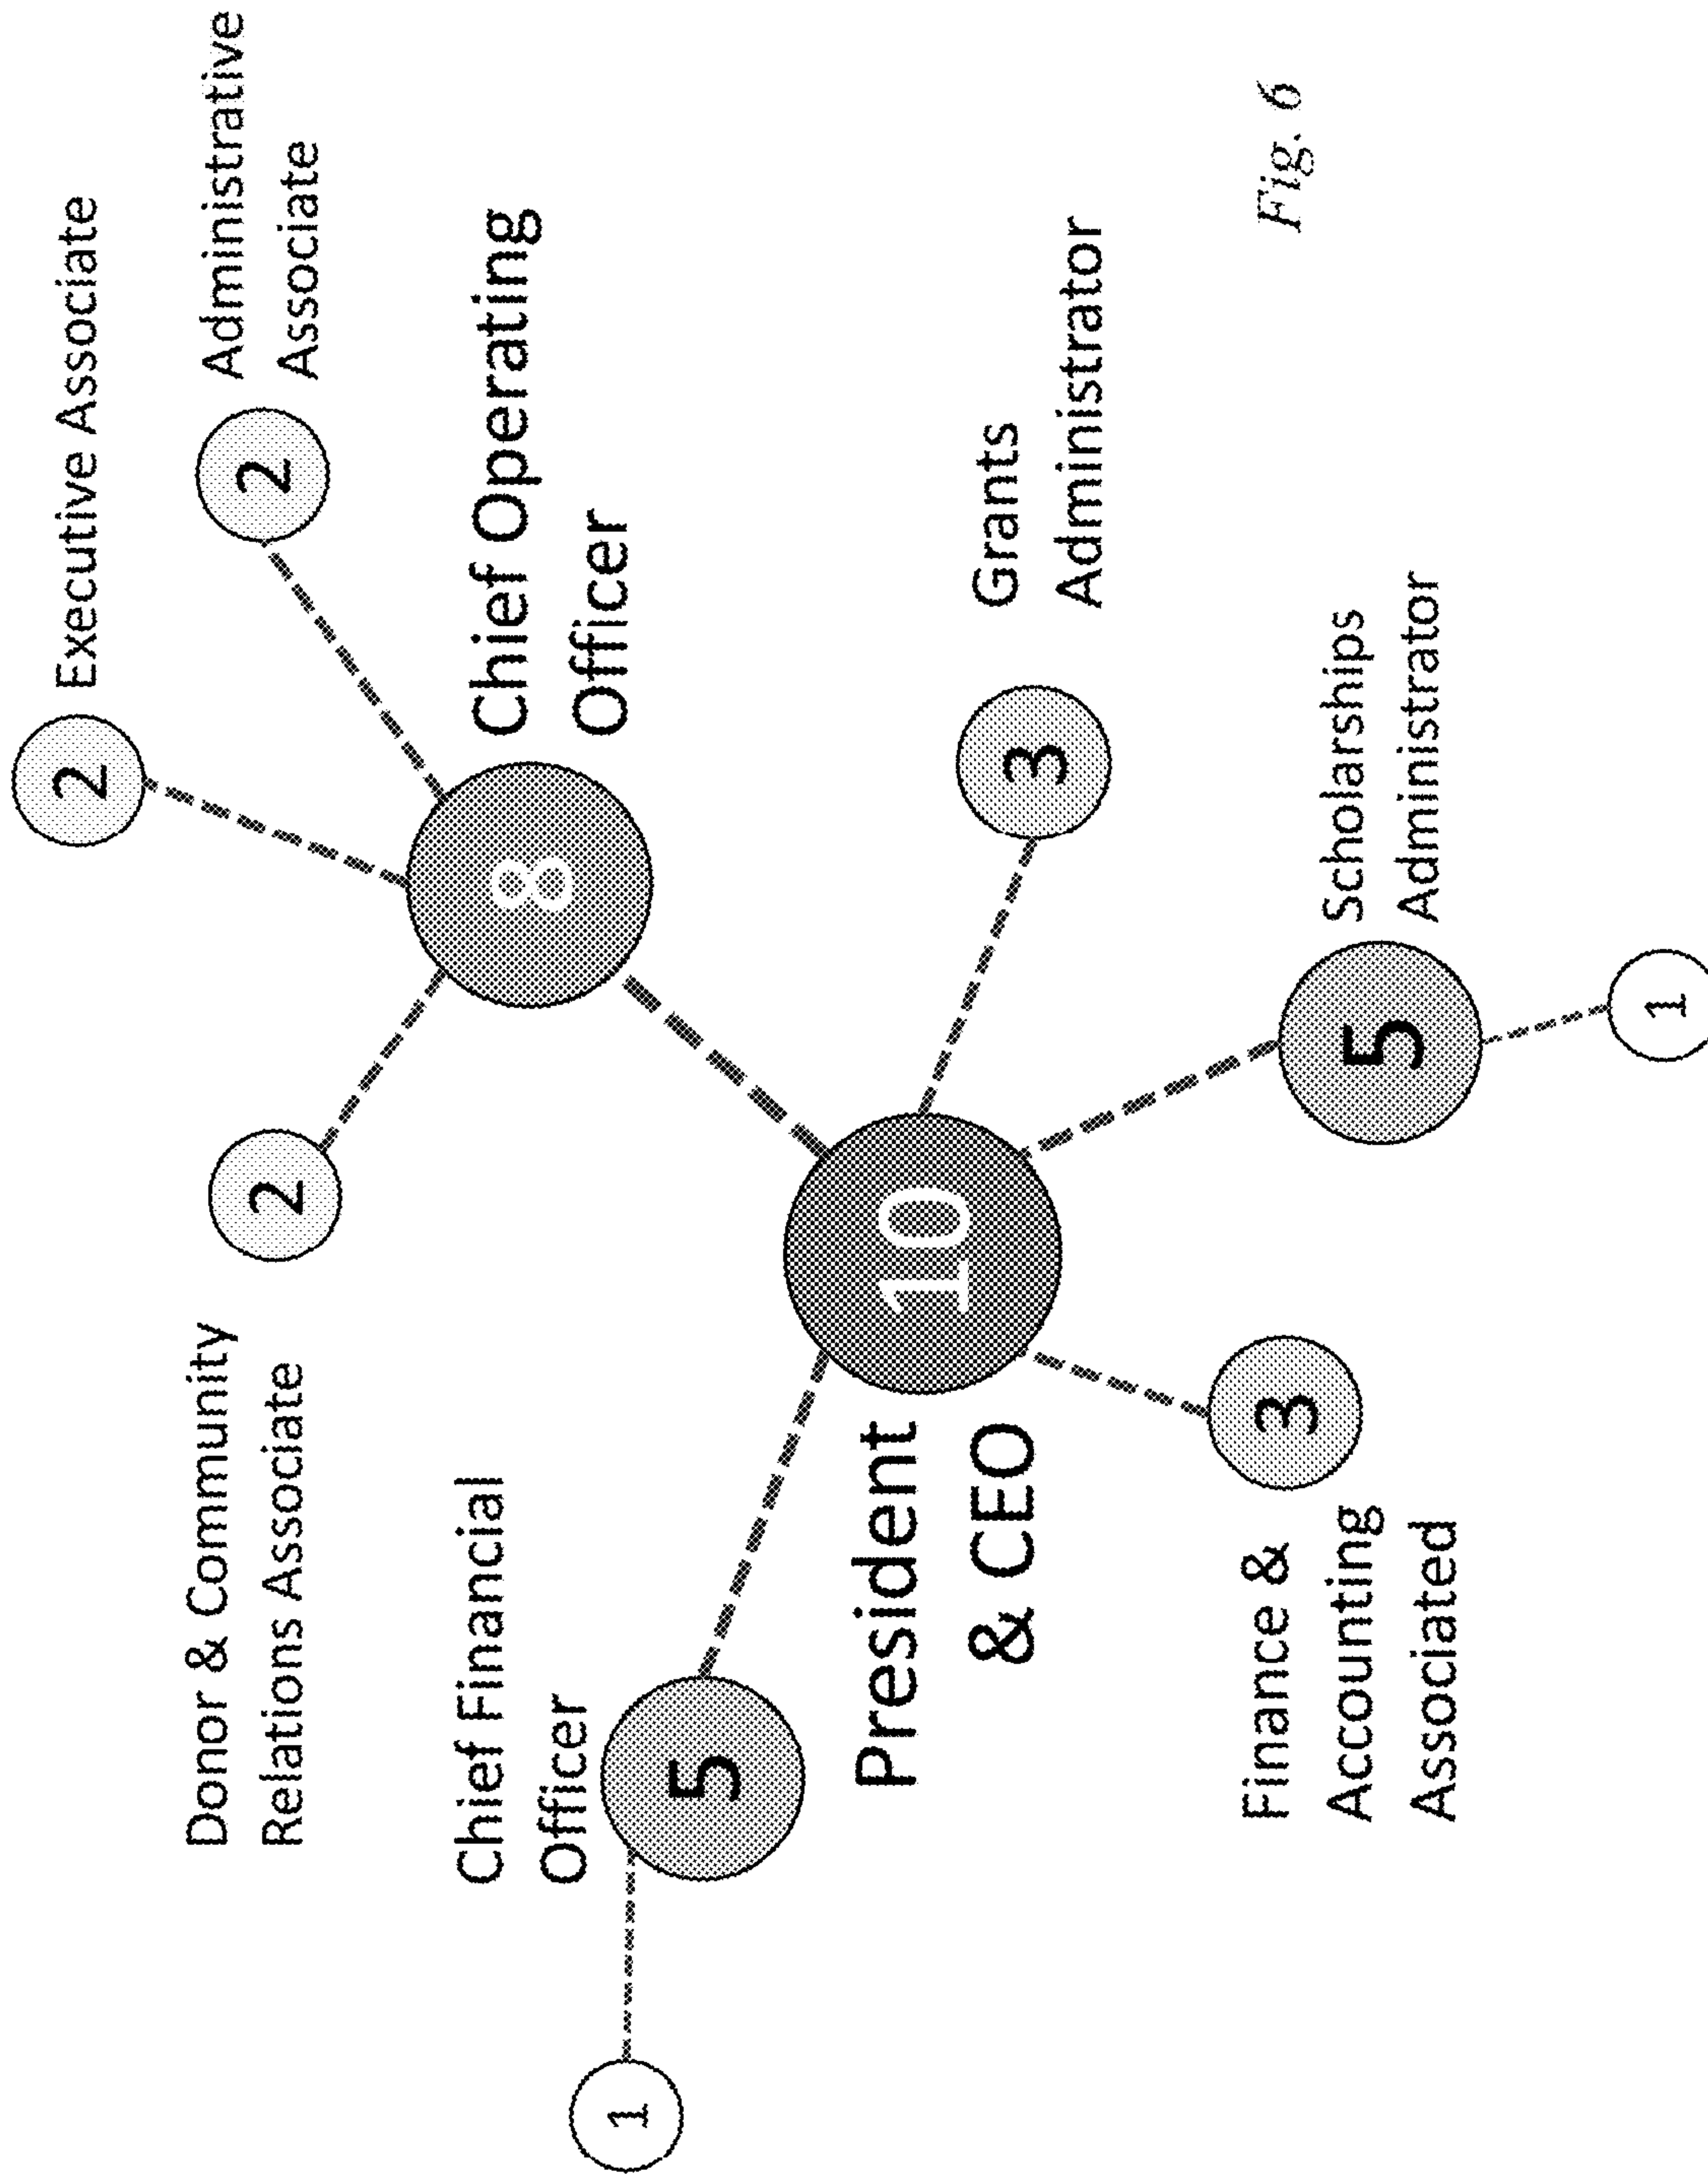 2
Executive Associate
Donor & Community
Relations Associate
2
2
Administrative
Associate
Chief Financial
Officer
8
Chief Operating
Officer
1
5
President
& CEO
10
3
Grants
Administrator
Finance &
Accounting
Associated
3
5
Scholarships
Administrator
1
Fig. 6